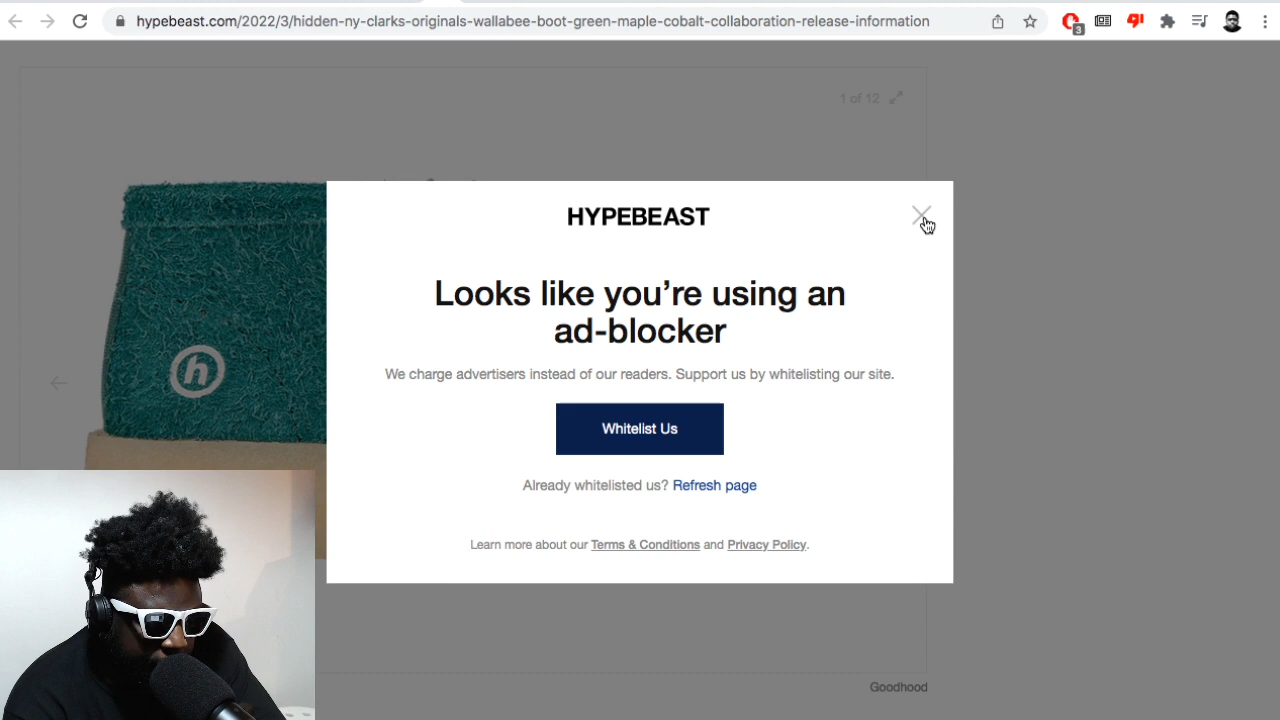 hypebeast.com/2022/3/hidden-ny-clarks-originals-wallabee-boot-green-maple-cobalt-collaboration-release-information
3
1 of 12
HYPEBEAST
Looks like you're using an
ad-blocker
We charge advertisers instead of our readers. Support us by whitelisting our site.
h
Whitelist Us
Already whitelisted us? Refresh page
Learn more about our Terms & Conditions and Privacy Policy.
Goodhood